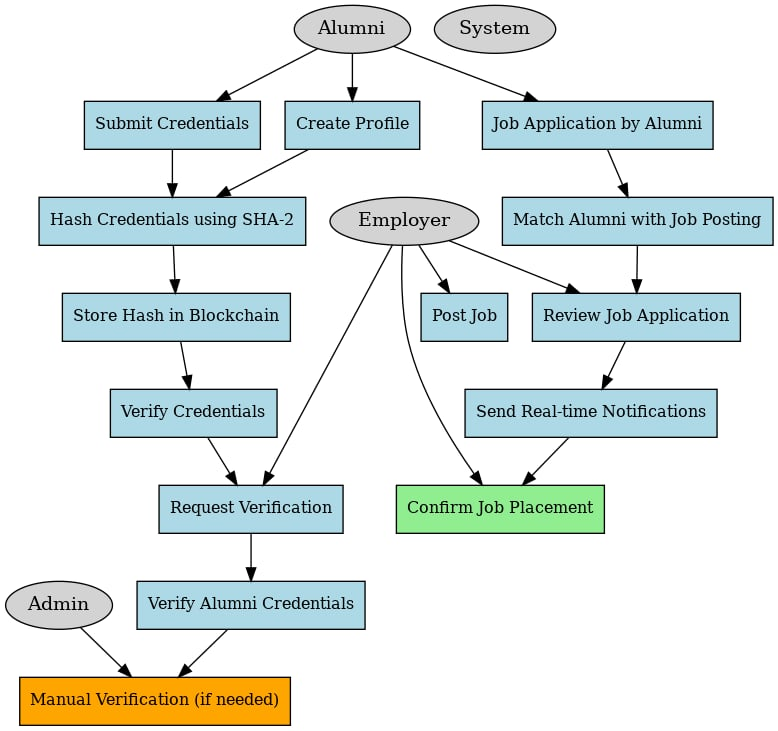 Alumni
System
Submit Credentials
Create Profile
Job Application by Alumni
Hash Credentials using SHA-2
Employer
Match Alumni with Job Posting
Store Hash in Blockchain
Post Job
Review Job Application
Verify Credentials
Send Real-time Notifications
Request Verification
Confirm Job Placement
Admin
Verify Alumni Credentials
Manual Verification (if needed)